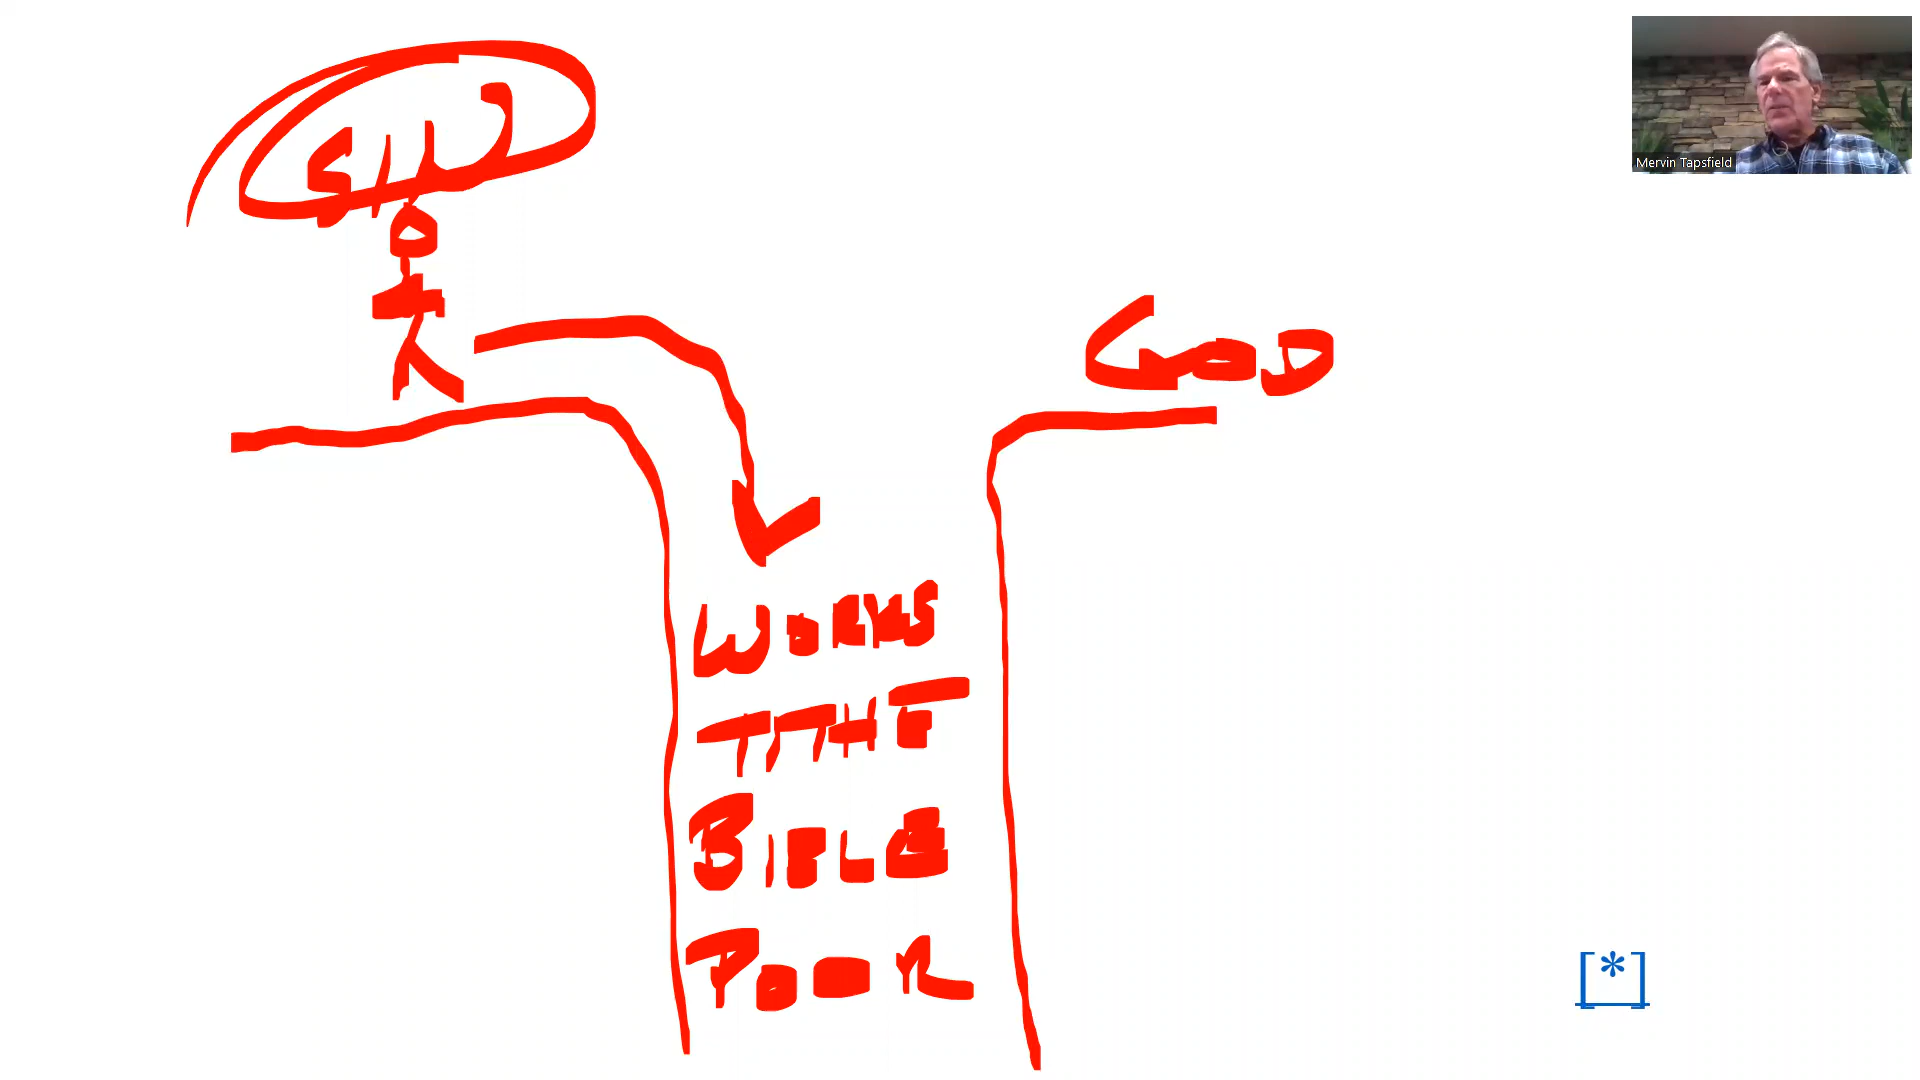 SIN
GOD
WORKS
TITHE
BIBLE
POOR
Mervin Tapsfield
[*]